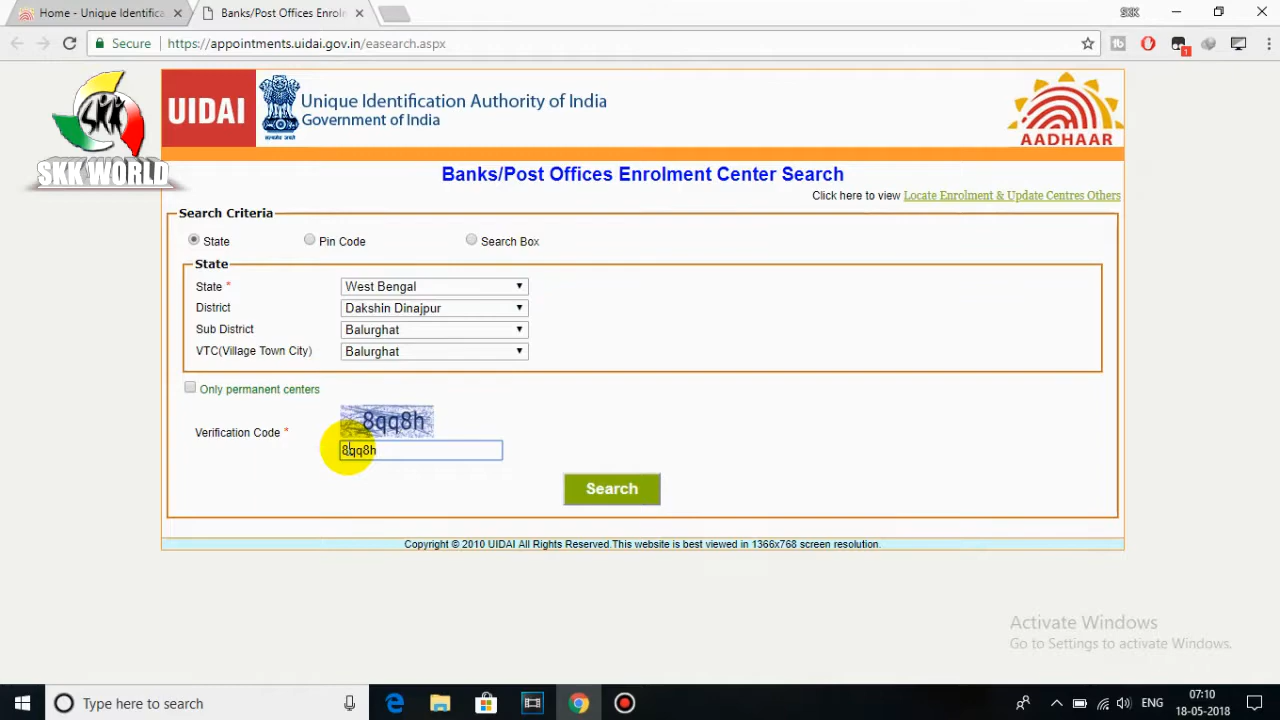 Home - Unique Identifica
Banks/Post Offices Enroln
SKK
Secure
https://appointments.uidai.gov.in/easearch.aspx
SKK
SKK WORLD
UIDAI
Unique Identification Authority of India
Government of India
AADHAAR
Banks/Post Offices Enrolment Center Search
Click here to view Locate Enrolment & Update Centres Others
Search Criteria
State
Pin Code
Search Box
State
State * West Bengal
District Dakshin Dinajpur
Sub District Balurghat
VTC(Village Town City) Balurghat
Only permanent centers
8qq8h
Verification Code *
8qq8h
Search
Copyright © 2010 UIDAI All Rights Reserved.This website is best viewed in 1366x768 screen resolution.
Activate Windows
Go to Settings to activate Windows.
Type here to search
ENG
07:10
18-05-2018